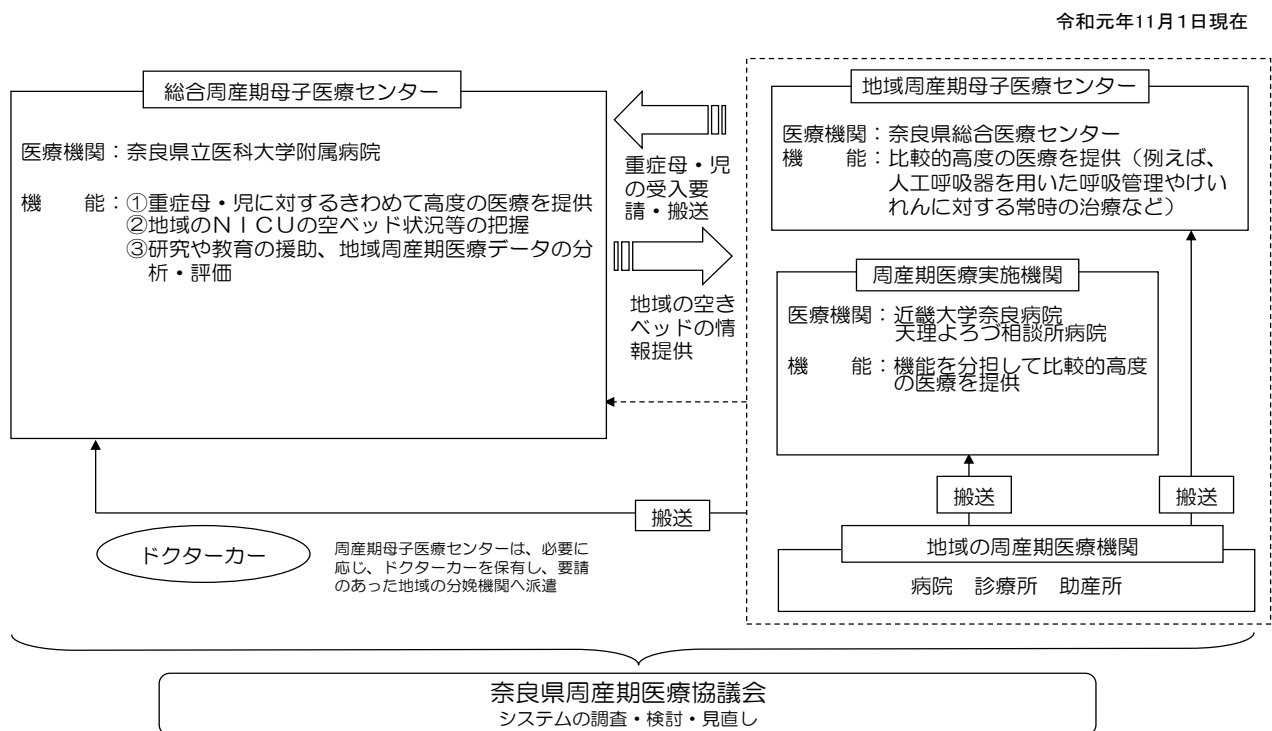 令和元年11月1日現在
総合周産期母子医療センター
医療機関：奈良県立医科大学附属病院
機　　能：①重症母・児に対するきわめて高度の医療を提供
②地域のＮＩＣＵの空ベッド状況等の把握
③研究や教育の援助、地域周産期医療データの分
析・評価
重症母・児
の受入要
請・搬送
地域の空き
ベッドの情
報提供
地域周産期母子医療センター
医療機関：奈良県総合医療センター
機　　能：比較的高度の医療を提供（例えば、
人工呼吸器を用いた呼吸管理やけい
れんに対する常時の治療など）
周産期医療実施機関
医療機関：近畿大学奈良病院
天理よろづ相談所病院
機　　能：機能を分担して比較的高度
の医療を提供
搬送
搬送
搬送
地域の周産期医療機関
病院　診療所　助産所
ドクターカー
周産期母子医療センターは、必要に
応じ、ドクターカーを保有し、要請
のあった地域の分娩機関へ派遣
奈良県周産期医療協議会
システムの調査・検討・見直し